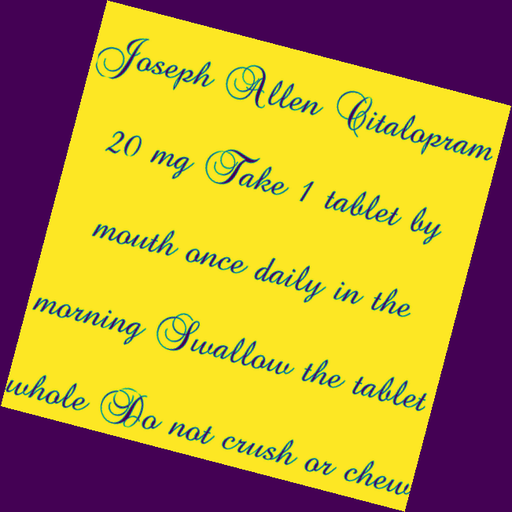 Joseph Allen Citalopram
20 mg Take 1 tablet by
mouth once daily in the
morning Swallow the tablet
whole Do not crush or chew